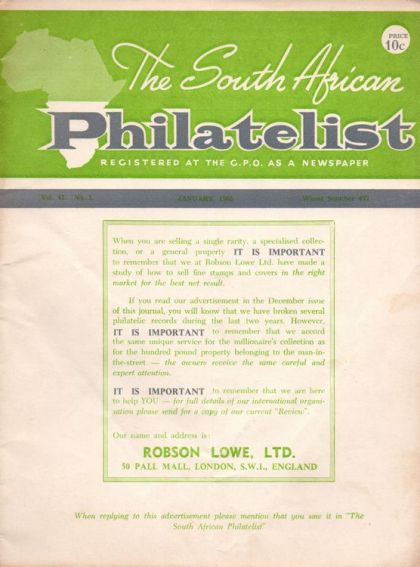 PRICE
10c
The South African
Philatelist
REGISTERED AT THE G.P.O. AS A NEWSPAPER
Vol. 41. No. 1. JANUARY, 1965 Whole Number
When you are selling a single rarity, a specialised collec-
tion, or a general property IT IS IMPORTANT
to remember that we at Robson Lowe Ltd. have made a
study of how to sell fine stamps and covers in the right
market for the best net result.
If you read our advertisement in the December issue
of this journal, you will know that we have broken several
philatelic records during the last two years. However,
IT IS IMPORTANT to remember that we accord
the same unique service for the millionaire's collection as
for the hundred pound property belonging to the man-in-
the-street — the owners receive the same careful and
expert attention.
IT IS IMPORTANT to remember that we are here
to help YOU — for full details of our international organi-
sation please send for a copy of our current "Review".
Our name and address is:
ROBSON LOWE, LTD.
50 PALL MALL, LONDON, S.W.1., ENGLAND
When replying to this advertisement please mention that you saw it in "The
South African Philatelist"